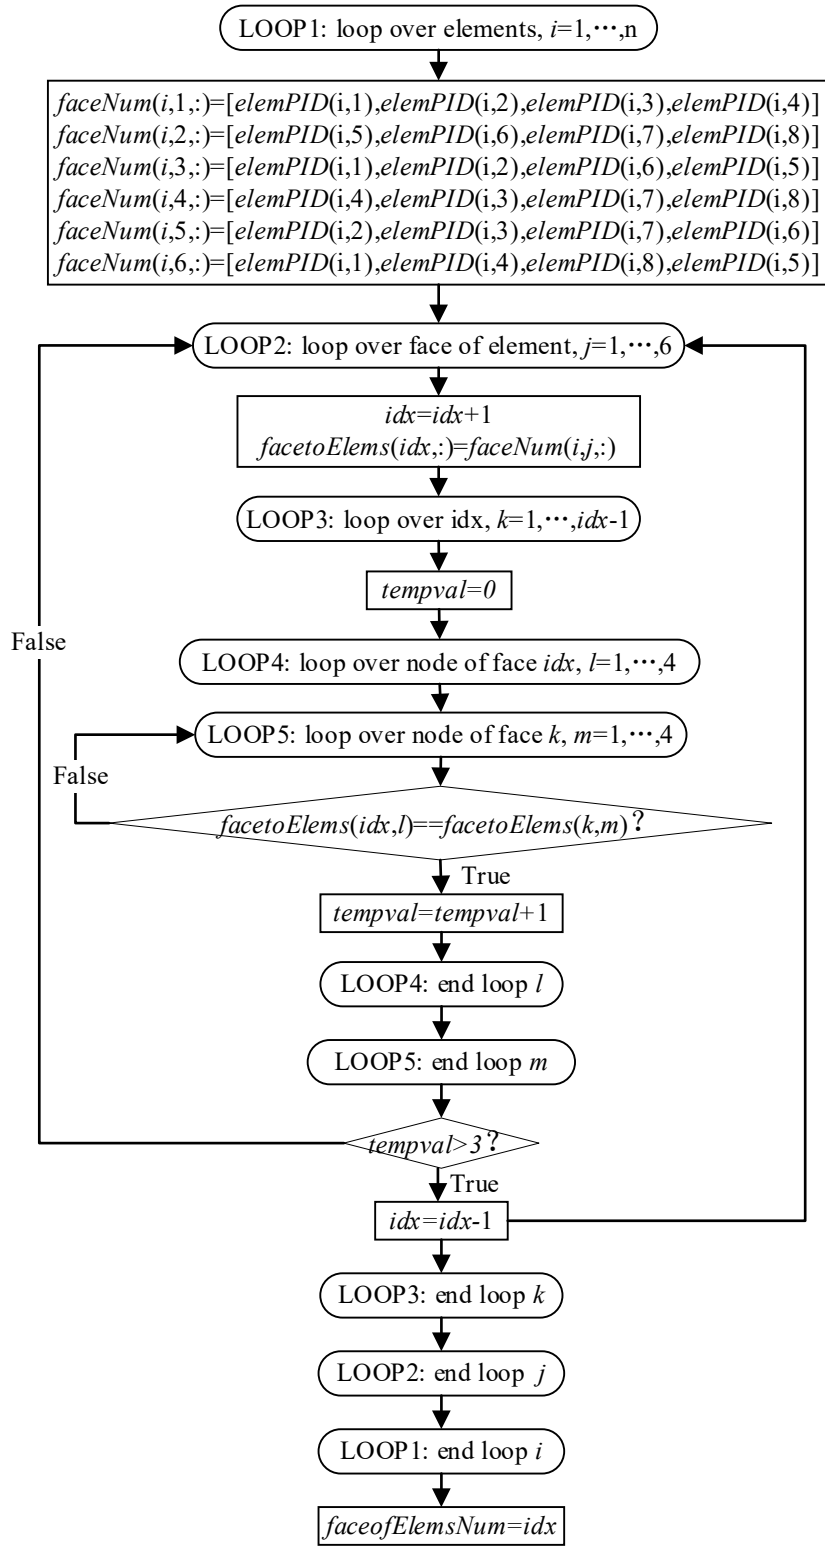 LOOP1: loop over elements, i=1,⋯,n
faceNum(i,1,:)=[elemPID(i,1),elemPID(i,2),elemPID(i,3),elemPID(i,4)]
faceNum(i,2,:)=[elemPID(i,5),elemPID(i,6),elemPID(i,7),elemPID(i,8)]
faceNum(i,3,:)=[elemPID(i,1),elemPID(i,2),elemPID(i,6),elemPID(i,5)]
faceNum(i,4,:)=[elemPID(i,4),elemPID(i,3),elemPID(i,7),elemPID(i,8)]
faceNum(i,5,:)=[elemPID(i,2),elemPID(i,3),elemPID(i,7),elemPID(i,6)]
faceNum(i,6,:)=[elemPID(i,1),elemPID(i,4),elemPID(i,8),elemPID(i,5)]
LOOP2: loop over face of element, j=1,⋯,6
idx=idx+1
facetoElems(idx,:)=faceNum(i,j,:)
LOOP3: loop over idx, k=1,⋯,idx-1
tempval=0
False
LOOP4: loop over node of face idx, l=1,⋯,4
LOOP5: loop over node of face k, m=1,⋯,4
False
facetoElems(idx,l)==facetoElems(k,m)?
True
tempval=tempval+1
LOOP4: end loop l
LOOP5: end loop m
tempval>3?
True
idx=idx-1
LOOP3: end loop k
LOOP2: end loop j
LOOP1: end loop i
faceofElemsNum=idx